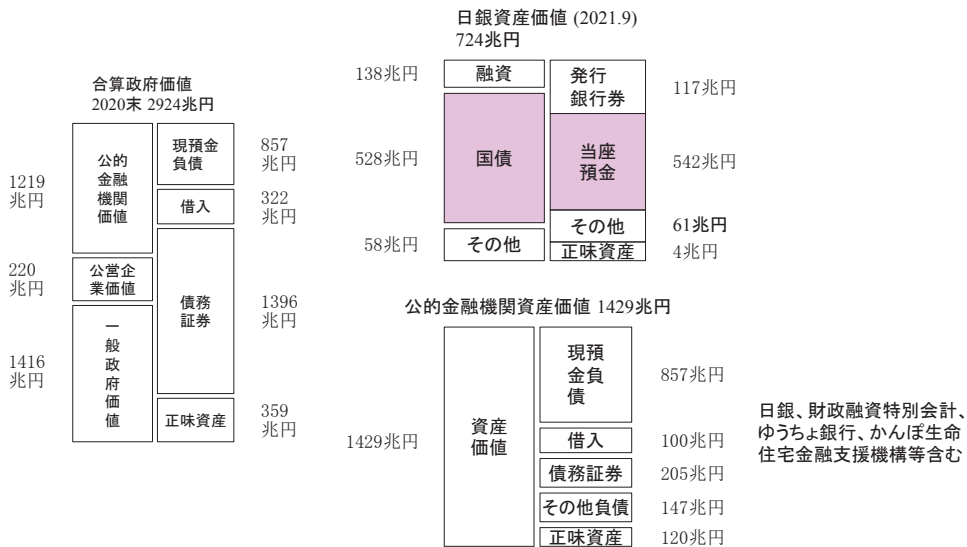 日銀資産価値 (2021.9)
724兆円
138兆円
融資
発行
銀行券
117兆円
528兆円
国債
当座
預金
542兆円
58兆円
その他
その他
61兆円
正味資産
4兆円
合算政府価値
2020末 2924兆円
1219
兆円
公的
金融
機関
価値
現預金
負債
857
兆円
借入
322
兆円
220
兆円
公営企
業価値
債務
証券
1396
兆円
1416
兆円
一
般
政
府
価
値
正味資産
359
兆円
公的金融機関資産価値 1429兆円
1429兆円
資産
価値
現預
金負
債
857兆円
借入
100兆円
債務証券
205兆円
その他負債
147兆円
正味資産
120兆円
日銀、財政融資特別会計、
ゆうちょ銀行、かんぽ生命
住宅金融支援機構等含む